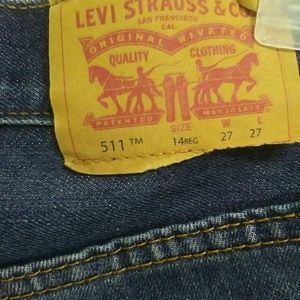 LEVI STRAUSS & CO
SAN FRANCISCO
CAL.
ORIGINAL RIVETED
QUALITY CLOTHING
PATENTED MAY 20 1873
SIZE W L
511 ™ 14REG 27 27